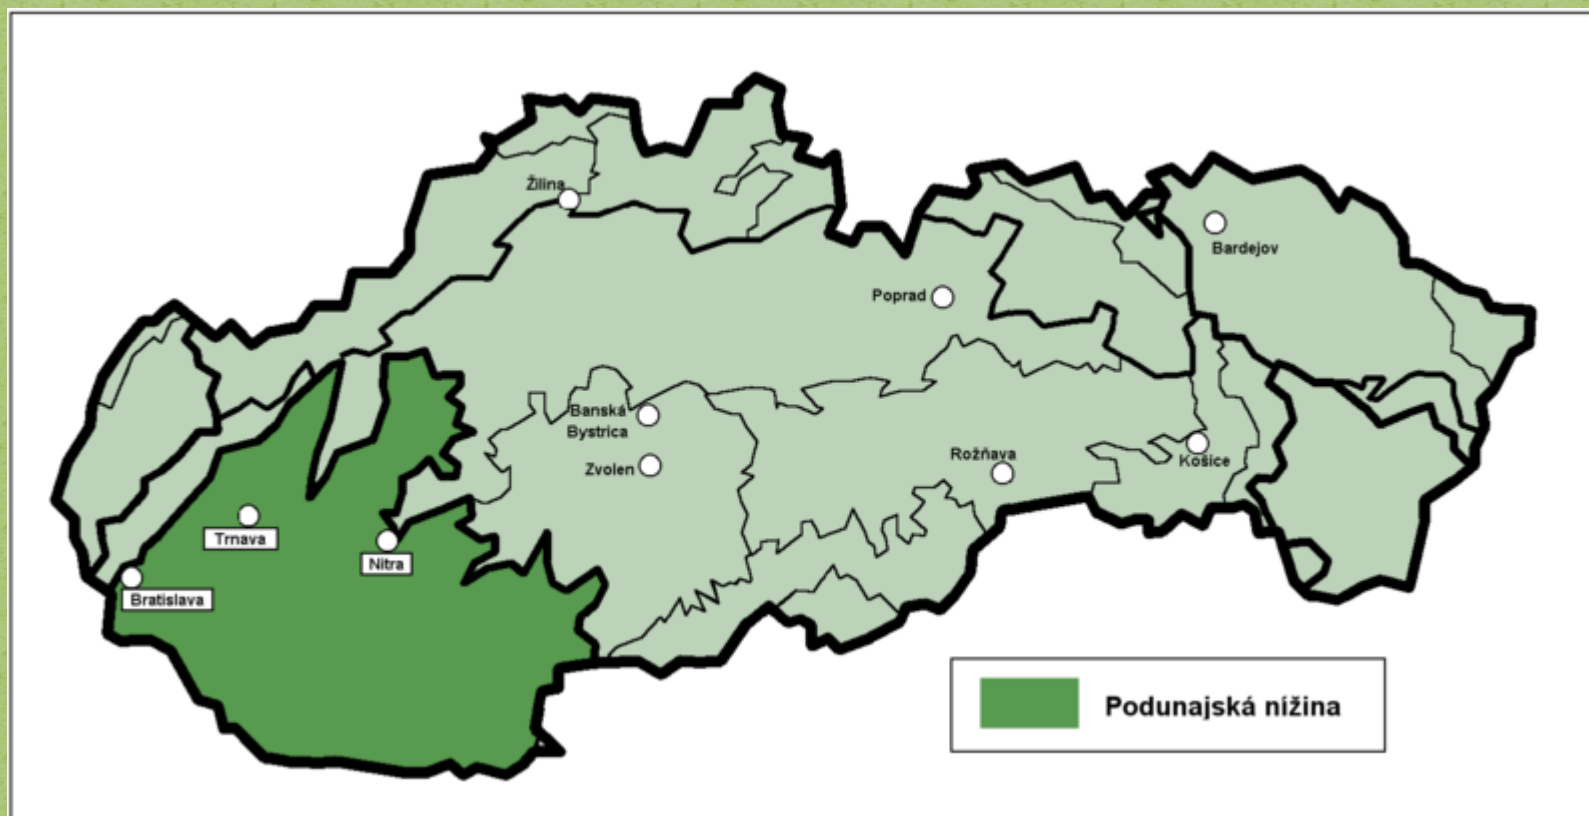 Žilina
Bardejov
Poprad
Banská
Bystrica
Zvolen
Rožňava
Košice
Trnava
Nitra
Bratislava
Podunajská nížina